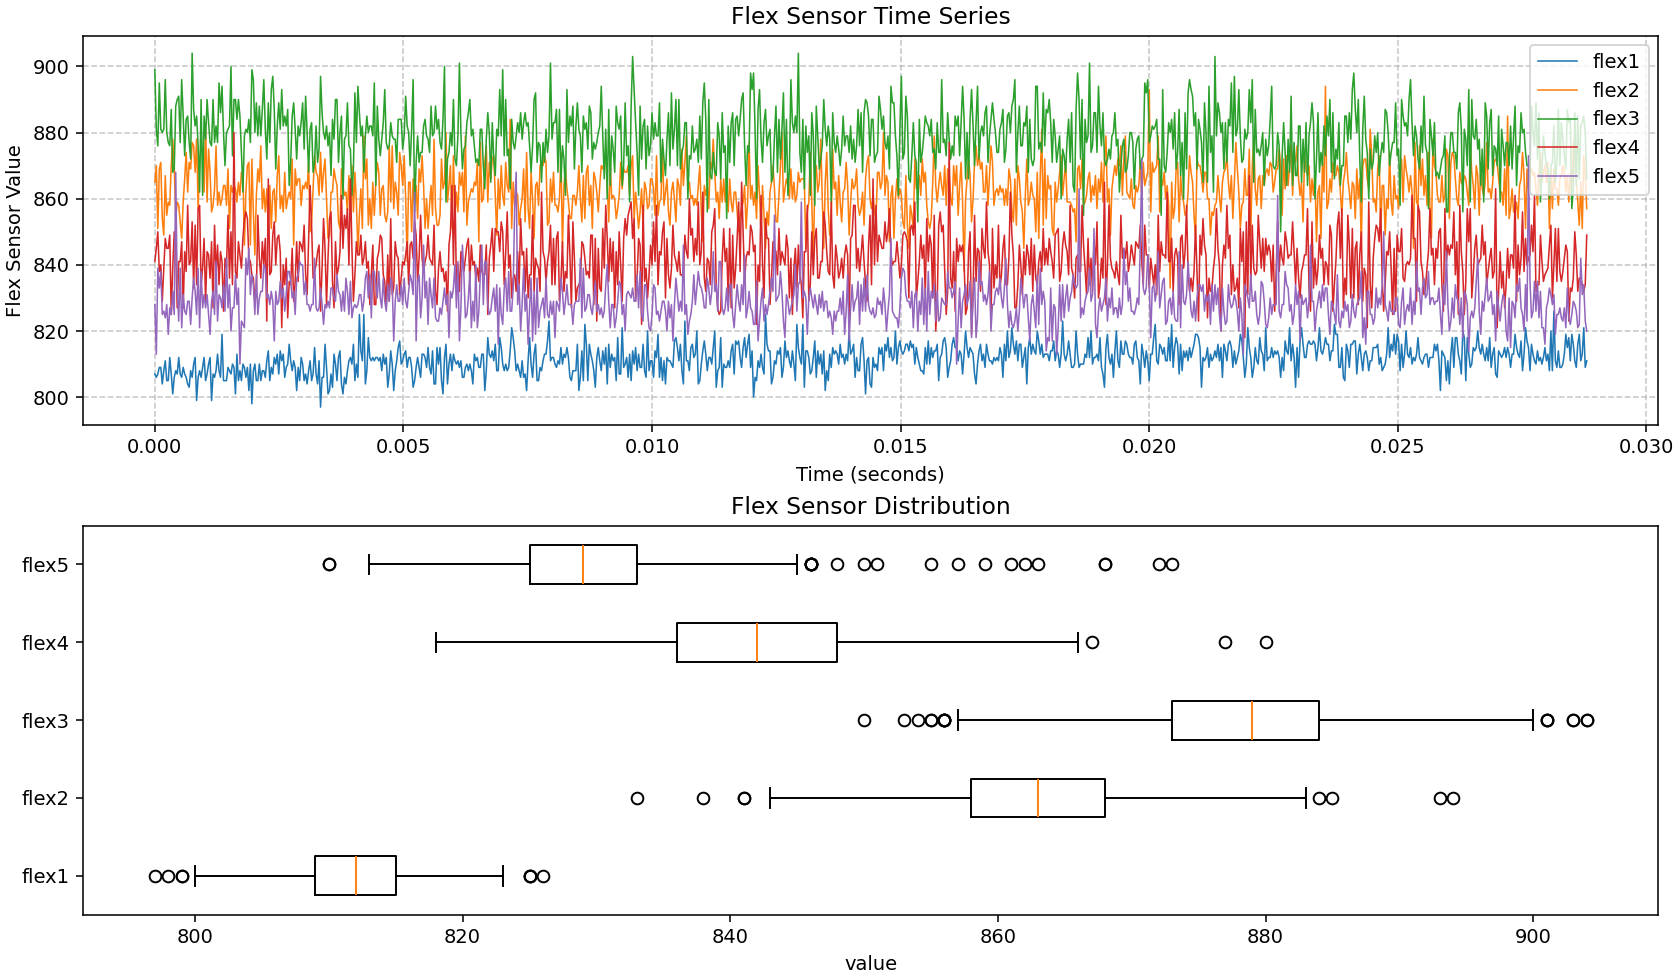 Flex Sensor Time Series
Flex Sensor Value
900
880
860
840
820
800
flex1
flex2
flex3
flex4
flex5
0.000 0.005 0.010 0.015 0.020 0.025 0.030
Time (seconds)
Flex Sensor Distribution
flex5
flex4
flex3
flex2
flex1
800 820 840 860 880 900
value